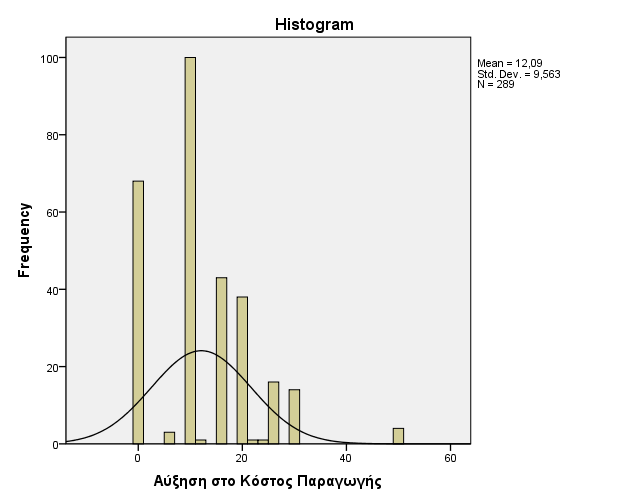 Histogram
Mean = 12,09
Std. Dev. = 9,563
N = 289
Frequency
100
80
60
40
20
0
0 20 40 60
Αύξηση στο Κόστος Παραγωγής